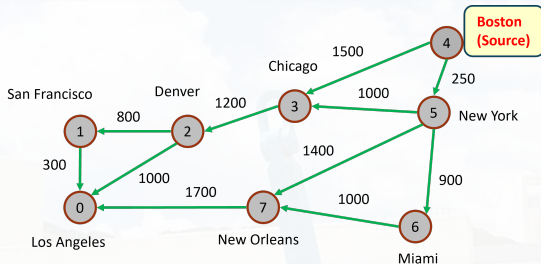 Boston
(Source)
4
1500
250
Chicago
San Francisco
Denver
3
1200
1000
5
New York
800
1
2
300
1000
1400
900
0
1700
7
1000
6
Los Angeles
New Orleans
Miami